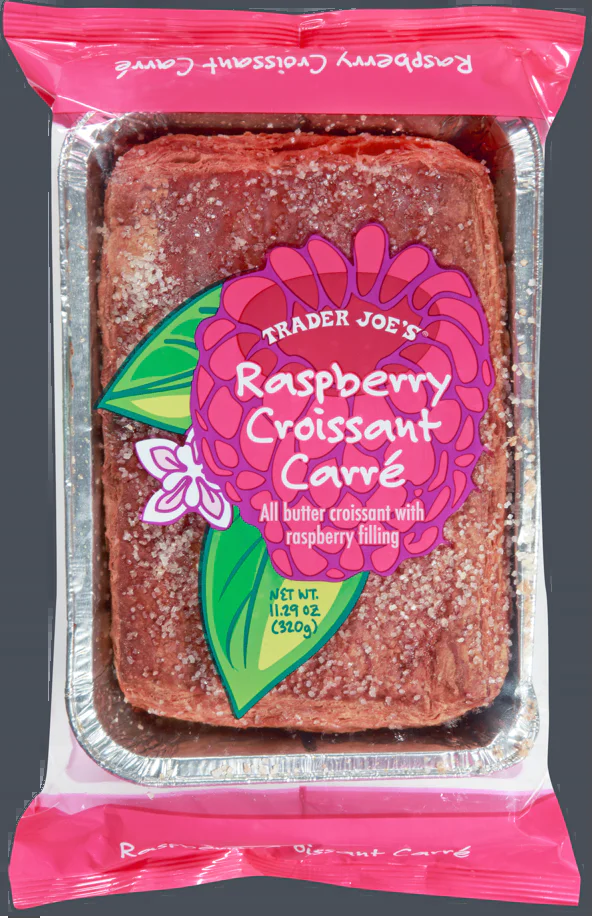 Raspberry Croissant Carré
TRADER JOE'S
Raspberry
Croissant
Carré
All butter croissant with
raspberry filling
NET WT.
11.29 OZ
(320g)
Carré